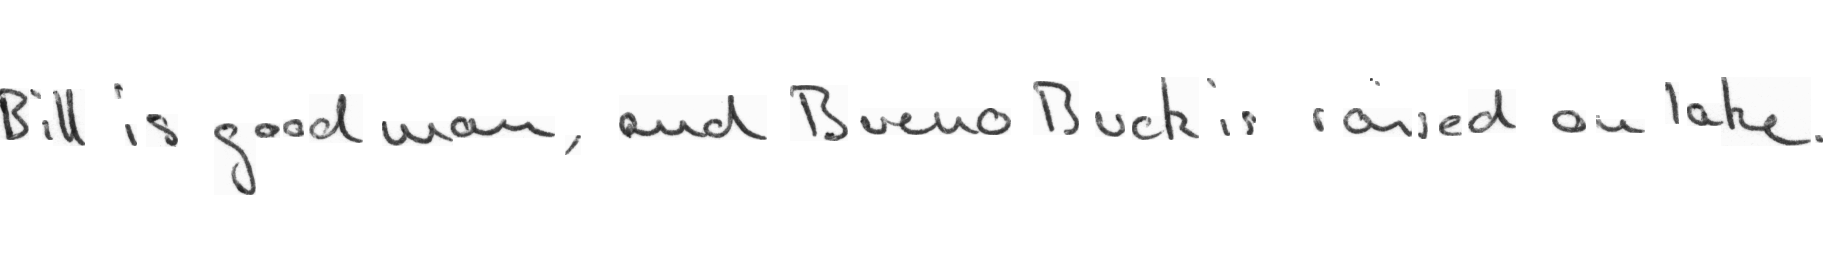 Bill is good man, and Bueno Buck is raised on lake.